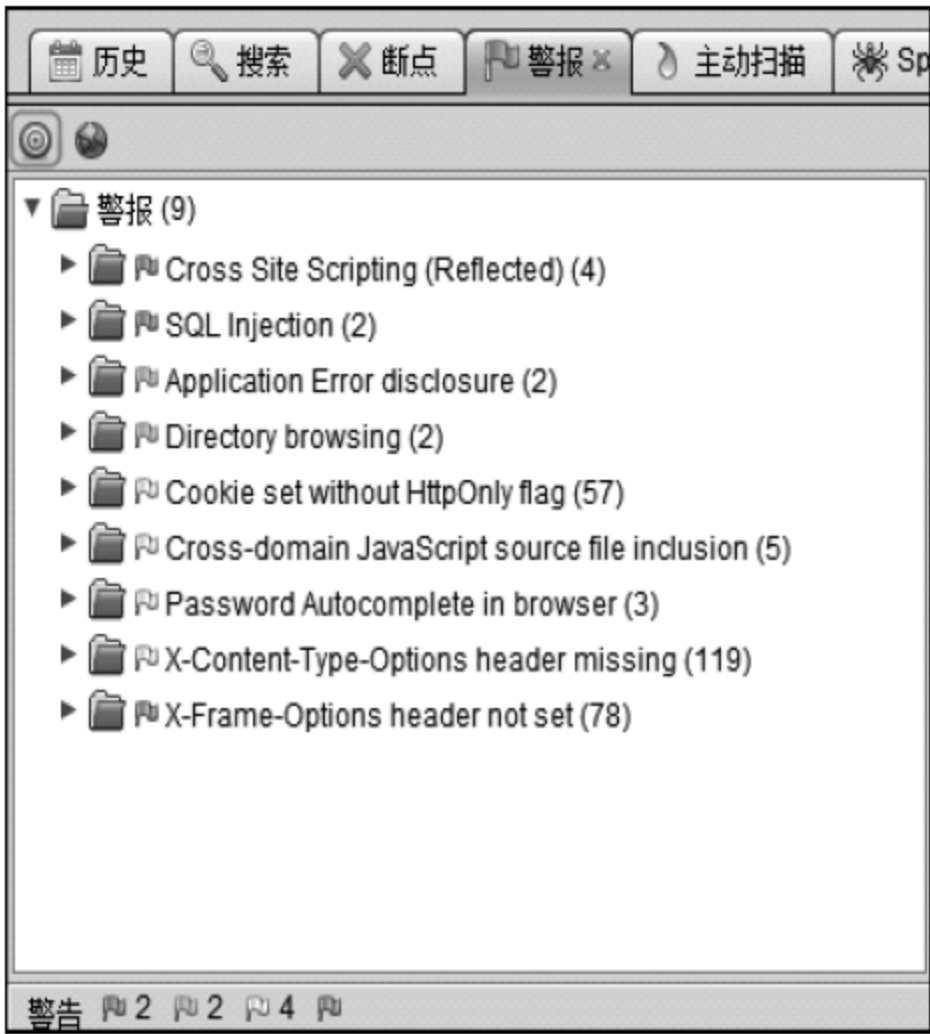 历史 搜索 断点 警报 主动扫描 Sp
警报 (9)
Cross Site Scripting (Reflected) (4)
SQL Injection (2)
Application Error disclosure (2)
Directory browsing (2)
Cookie set without HttpOnly flag (57)
Cross-domain JavaScript source file inclusion (5)
Password Autocomplete in browser (3)
X-Content-Type-Options header missing (119)
X-Frame-Options header not set (78)
警告 2 2 4